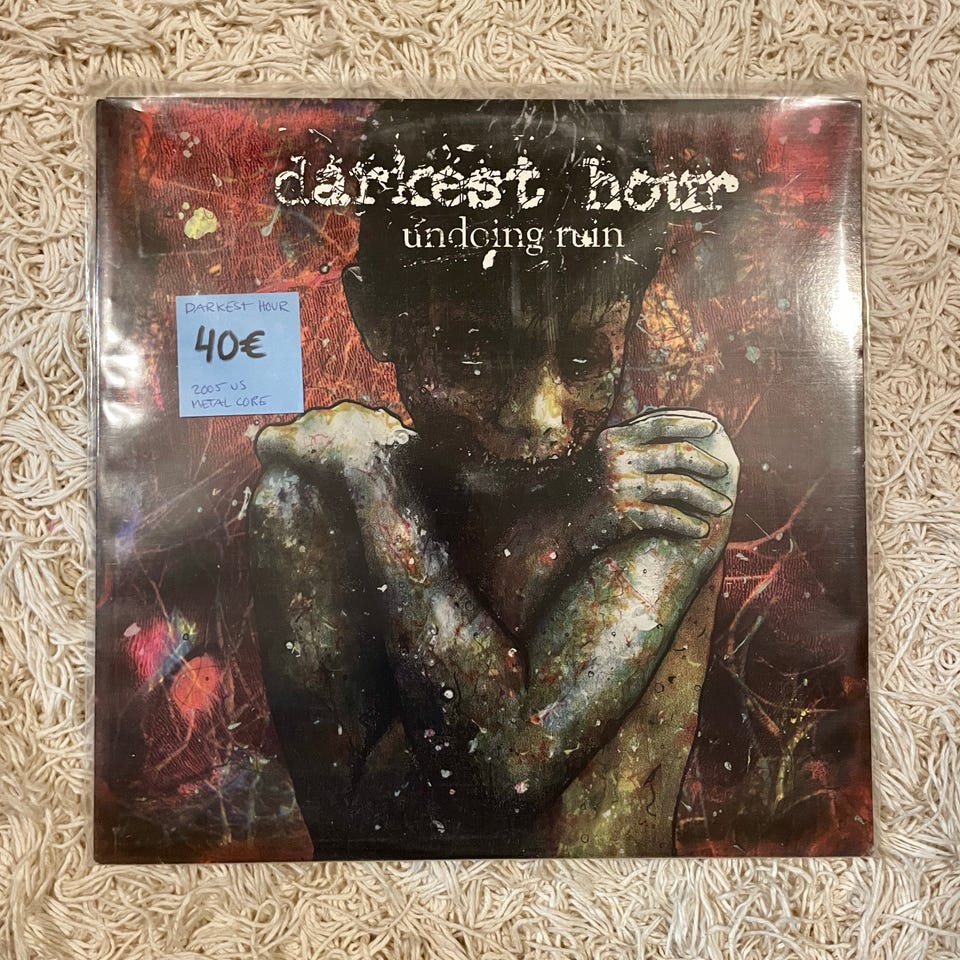 darkest hour
undoing ruin
DARKEST HOUR
40€
2005 US
METAL CORE